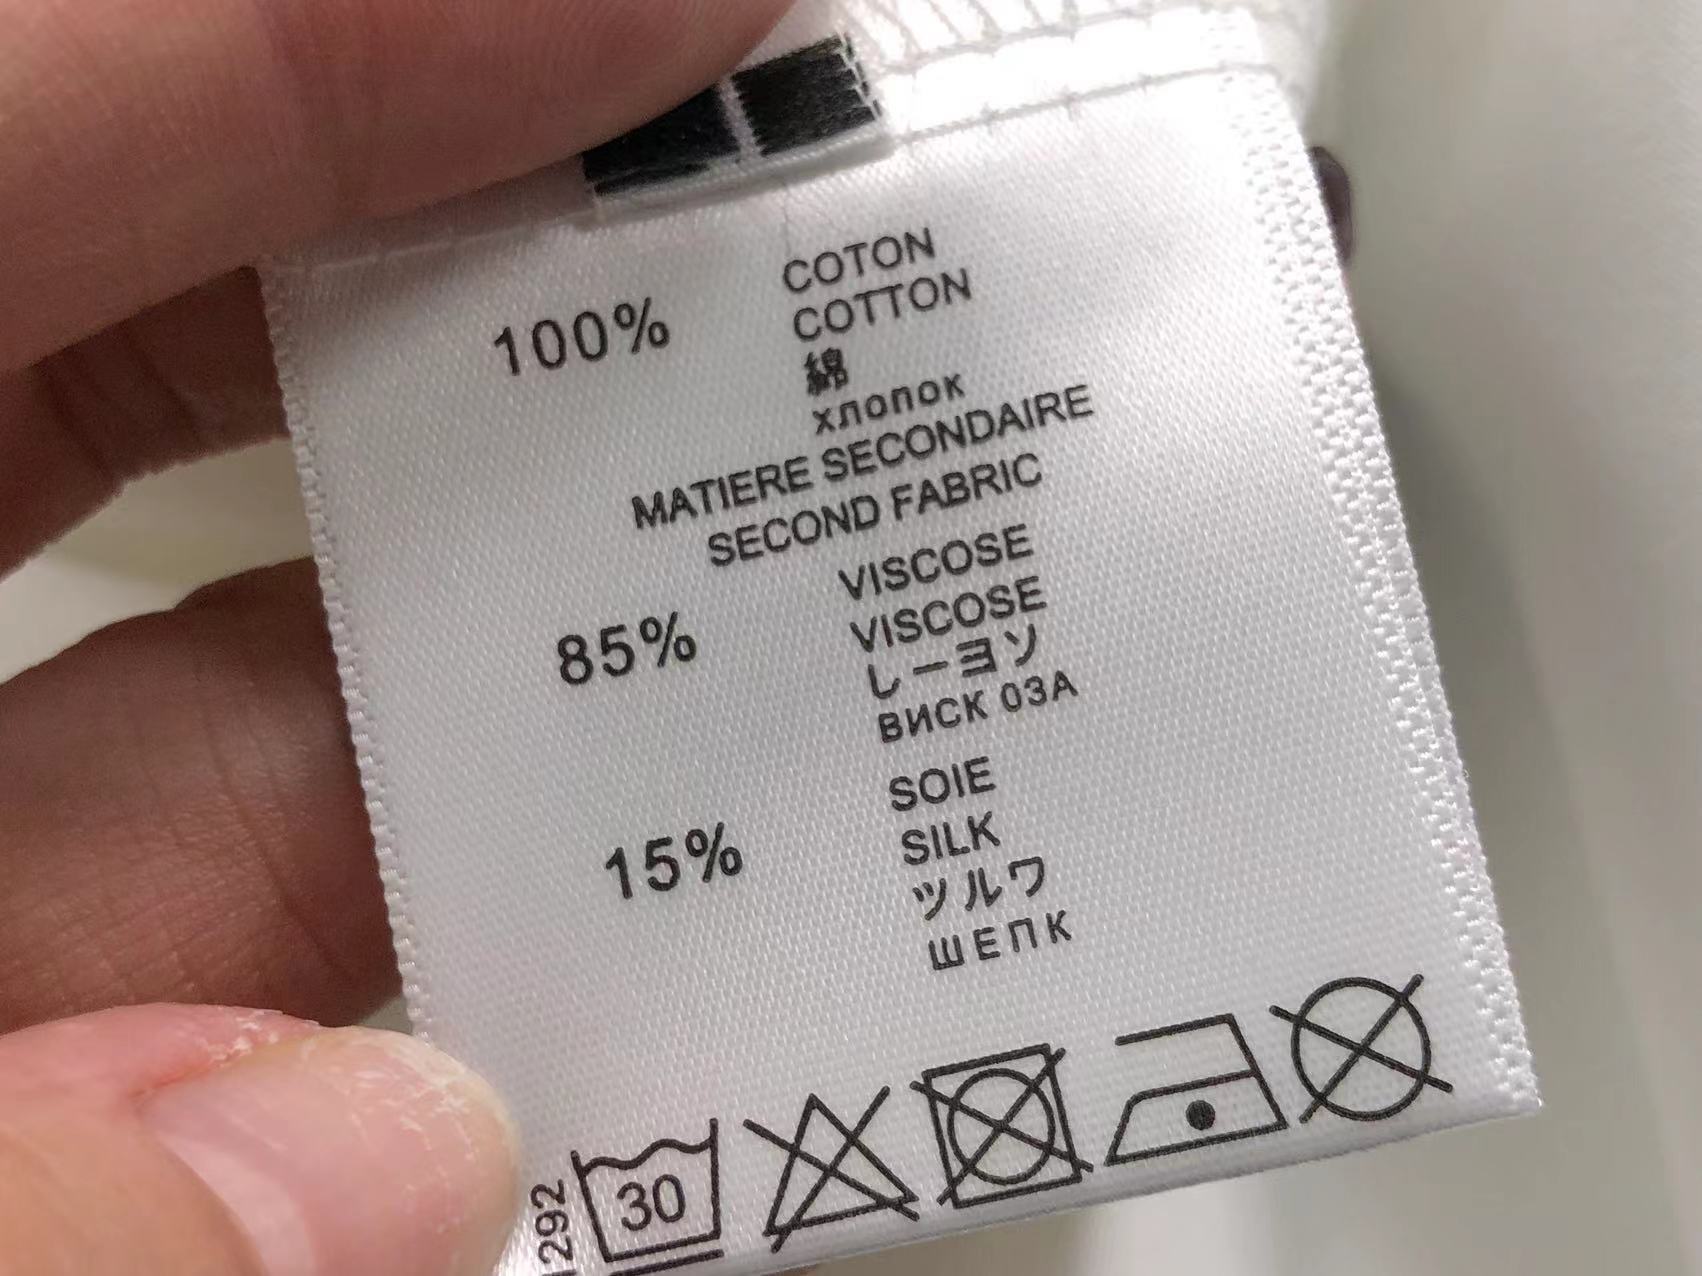 100% COTON
COTTON
綿
хлопок
MATIERE SECONDAIRE
SECOND FABRIC
85% VISCOSE
VISCOSE
しーヨソ
ВИСК 03А
15% SOIE
SILK
ツルワ
ШЕПК
30
292